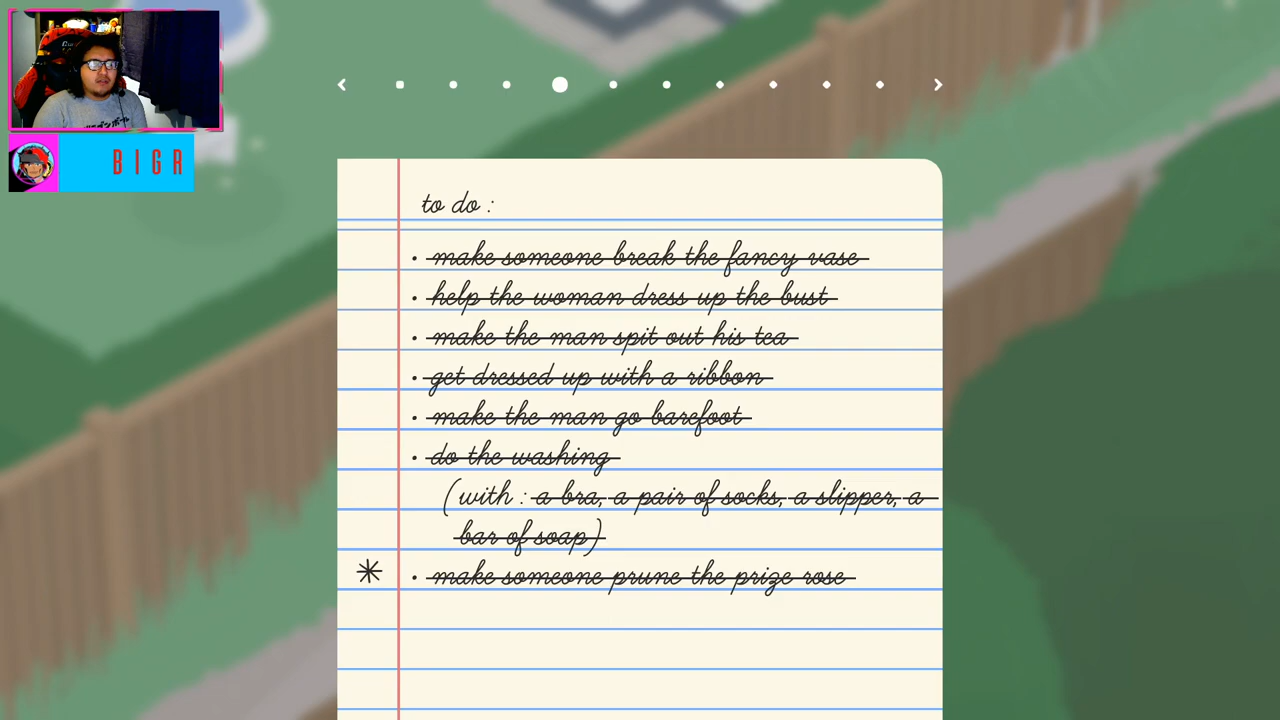 BIGR
to do :
• make someone break the fancy vase
• help the woman dress up the bust
• make the man spit out his tea
• get dressed up with a ribbon
• make the man go barefoot
• do the washing
(with : a bra, a pair of socks, a slipper, a
bar of soap)
• make someone prune the prize rose